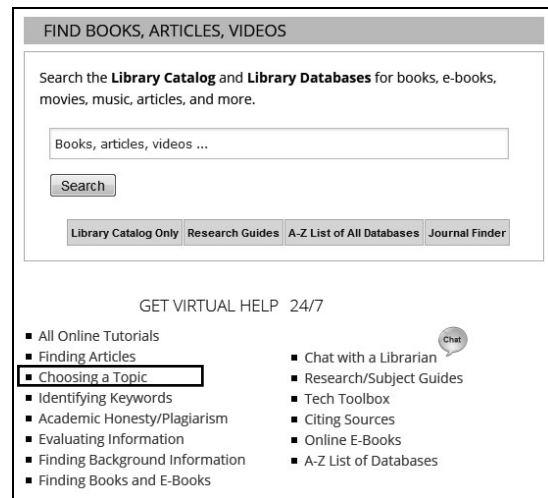 FIND BOOKS, ARTICLES, VIDEOS
Search the Library Catalog and Library Databases for books, e-books,
movies, music, articles, and more.
Books, articles, videos ...
Search
Library Catalog Only Research Guides A-Z List of All Databases Journal Finder
GET VIRTUAL HELP 24/7
All Online Tutorials
Finding Articles
Choosing a Topic
Identifying Keywords
Academic Honesty/Plagiarism
Evaluating Information
Finding Background Information
Finding Books and E-Books
Chat
Chat with a Librarian
Research/Subject Guides
Tech Toolbox
Citing Sources
Online E-Books
A-Z List of Databases